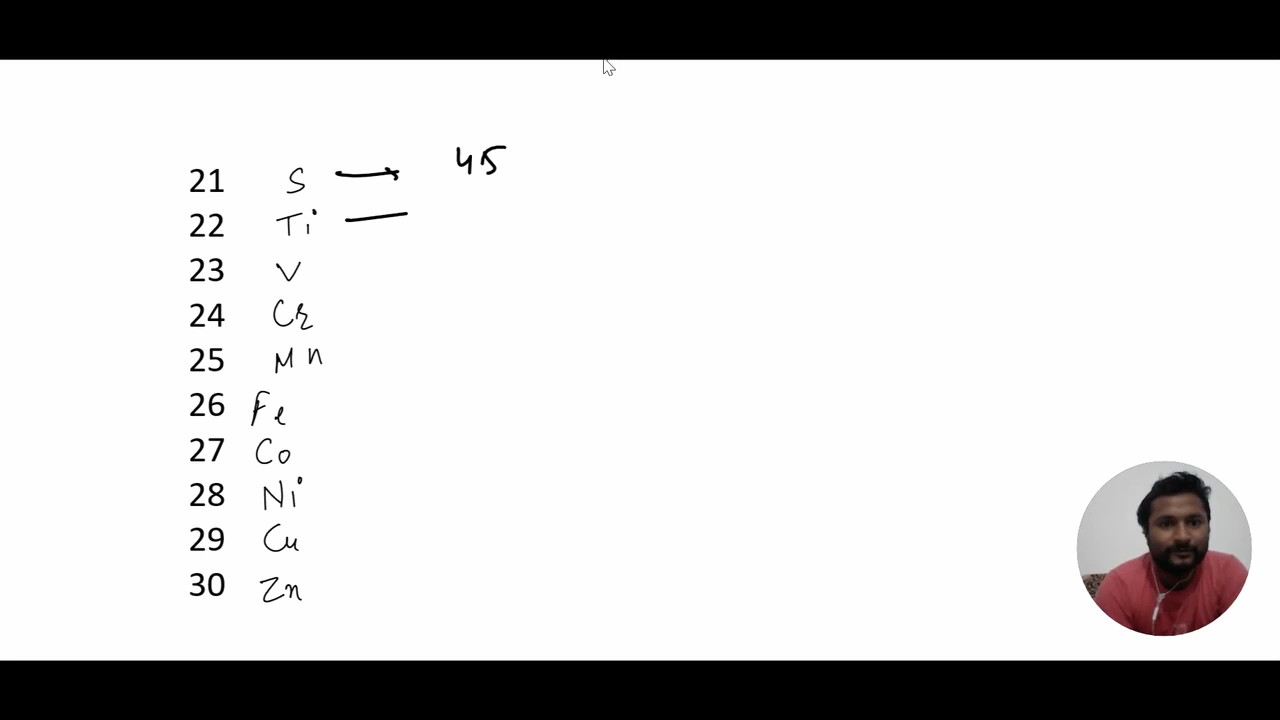 21 S → 45
22 Ti —
23 V
24 Cr
25 Mn
26 Fe
27 Co
28 Ni
29 Cu
30 Zn